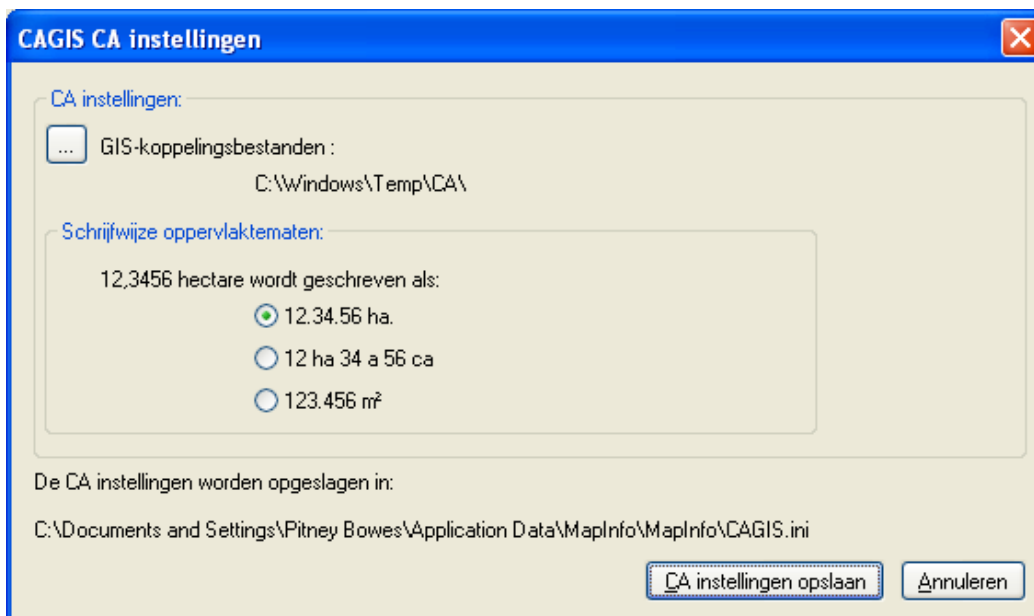 CAGIS CA instellingen
CA instellingen:
... GIS-koppelingsbestanden :
C:\Windows\Temp\CA\
Schrijfwijze oppervlaktematen:
12,3456 hectare wordt geschreven als:
12.34.56 ha.
12 ha 34 a 56 ca
123.456 m²
De CA instellingen worden opgeslagen in:
C:\Documents and Settings\Pitney Bowes\Application Data\MapInfo\MapInfo\CAGIS.ini
CA instellingen opslaan Annuleren